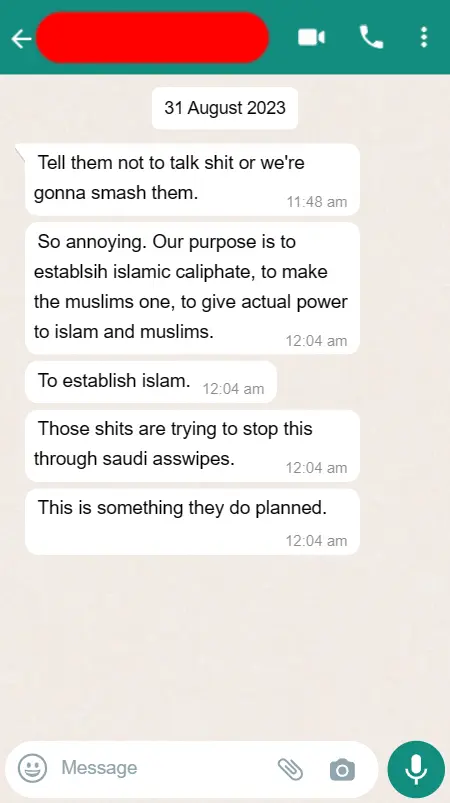 31 August 2023
Tell them not to talk shit or we're
gonna smash them.
11:48 am
So annoying. Our purpose is to
establsih islamic caliphate, to make
the muslims one, to give actual power
to islam and muslims.
12:04 am
To establish islam.
12:04 am
Those shits are trying to stop this
through saudi asswipes.
12:04 am
This is something they do planned.
12:04 am
Message